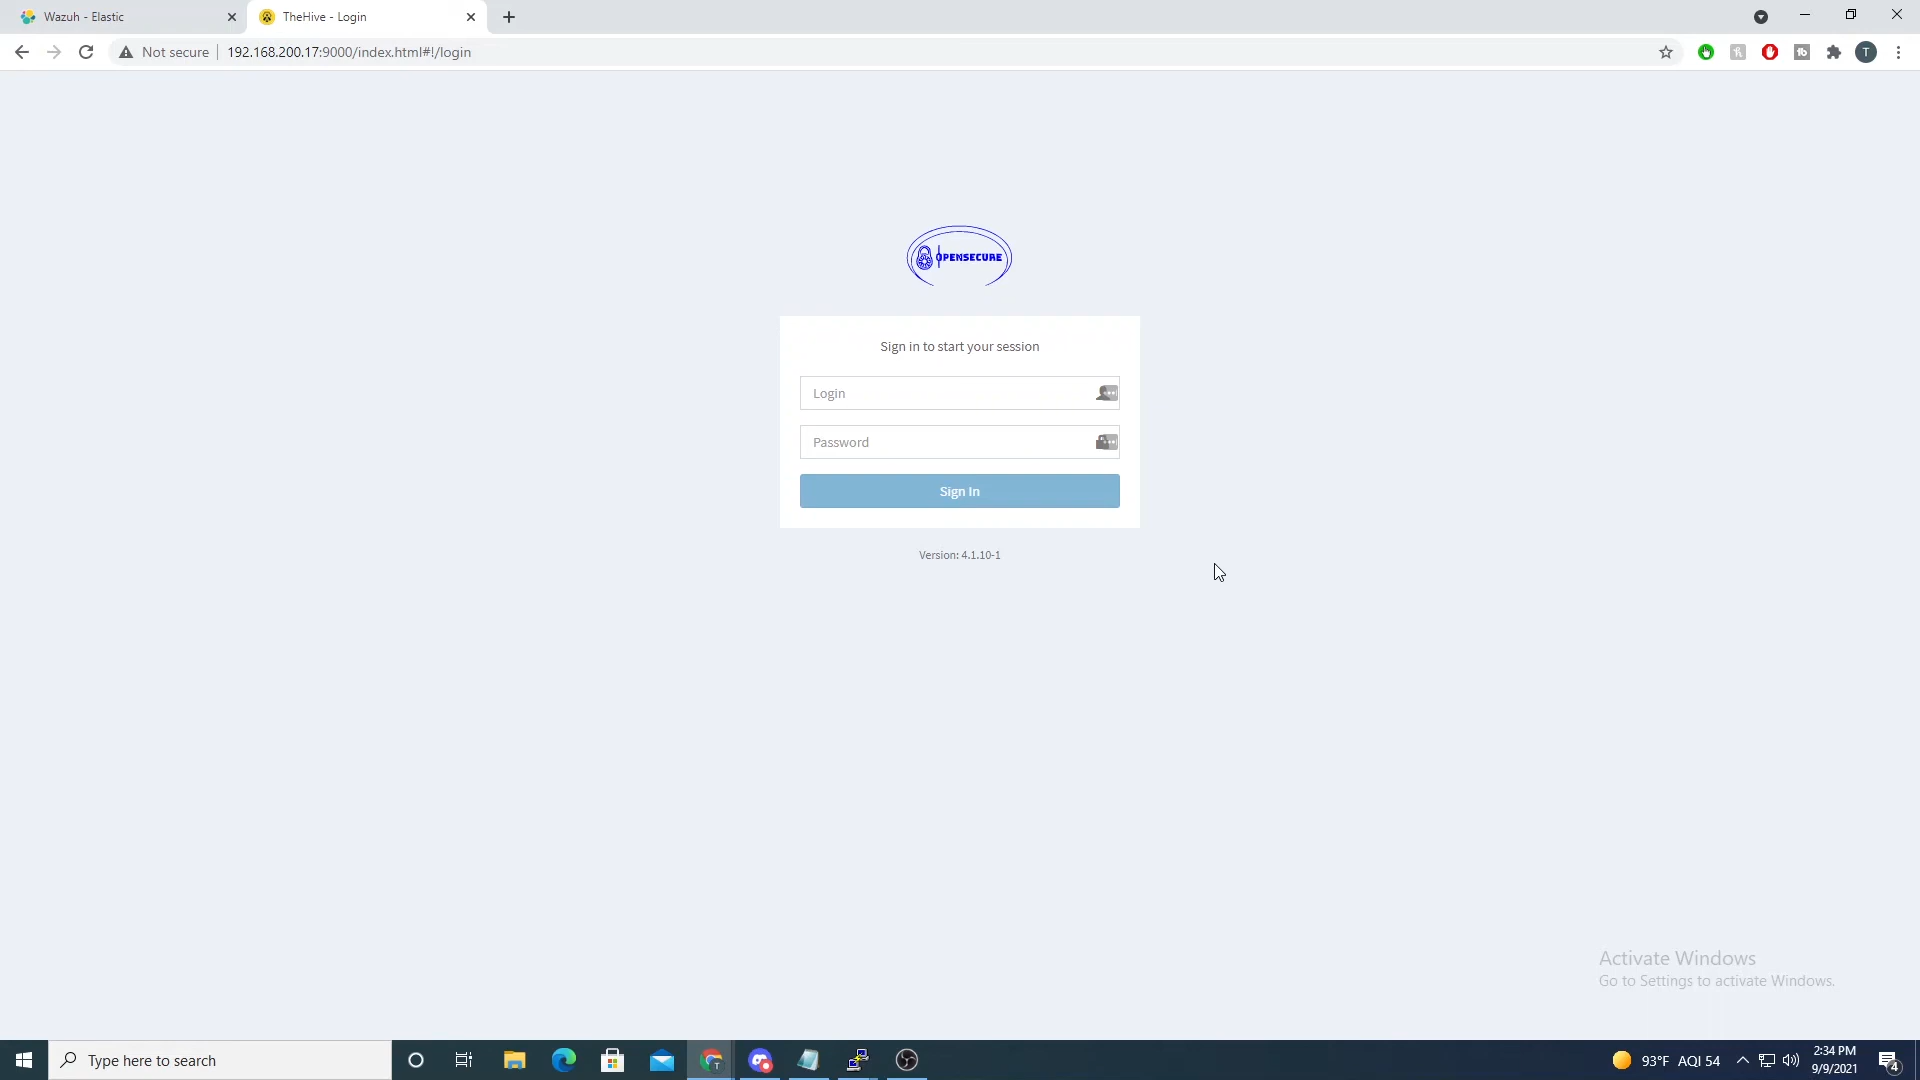 Wazuh - Elastic
TheHive - Login
Not secure
192.168.200.17:9000/index.html#!/login
T
OPENSECURE
Sign in to start your session
Login
Password
Sign In
Version: 4.1.10-1
Activate Windows
Go to Settings to activate Windows.
Type here to search
93°F AQI 54
2:34 PM
9/9/2021
4